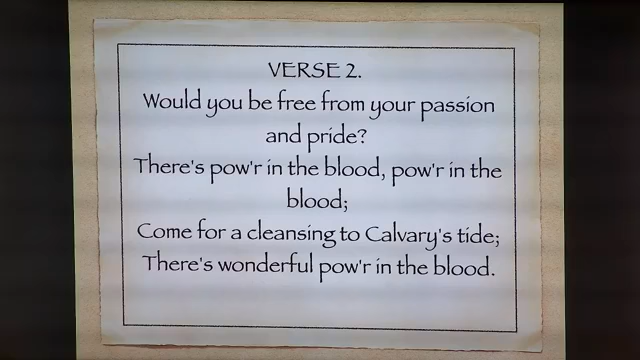 VERSE 2.
Would you be free from your passion
and pride?
There's pow'r in the blood, pow'r in the
blood;
Come for a cleansing to Calvary's tide;
There's wonderful pow'r in the blood.